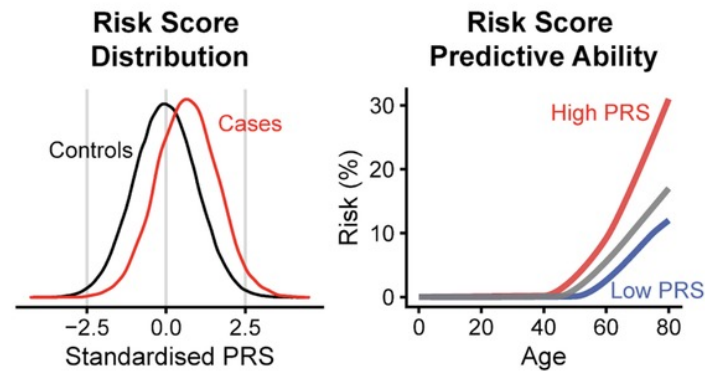 Risk Score
Distribution
Controls
Cases
−2.5 0.0 2.5
Standardised PRS
Risk Score
Predictive Ability
High PRS
Low PRS
Risk (%)
30
20
10
0
0 20 40 60 80
Age